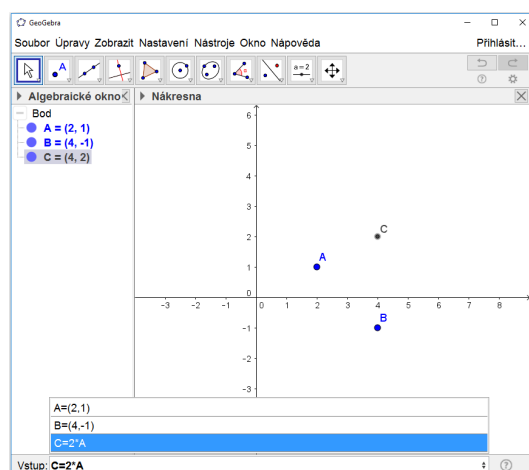 GeoGebra
Soubor Úpravy Zobrazit Nastavení Nástroje Okno Nápověda Přihlásit...
A
a=2
Algebraické okno Nákresna
Bod
A = (2, 1)
B = (4, -1)
C = (4, 2)
6
5
4
3
2
1
-1
-2
-3
-3 -2 -1 0 1 2 3 4 5 6 7 8
A
B
C
A=(2,1)
B=(4,-1)
C=2*A
Vstup: C=2*A